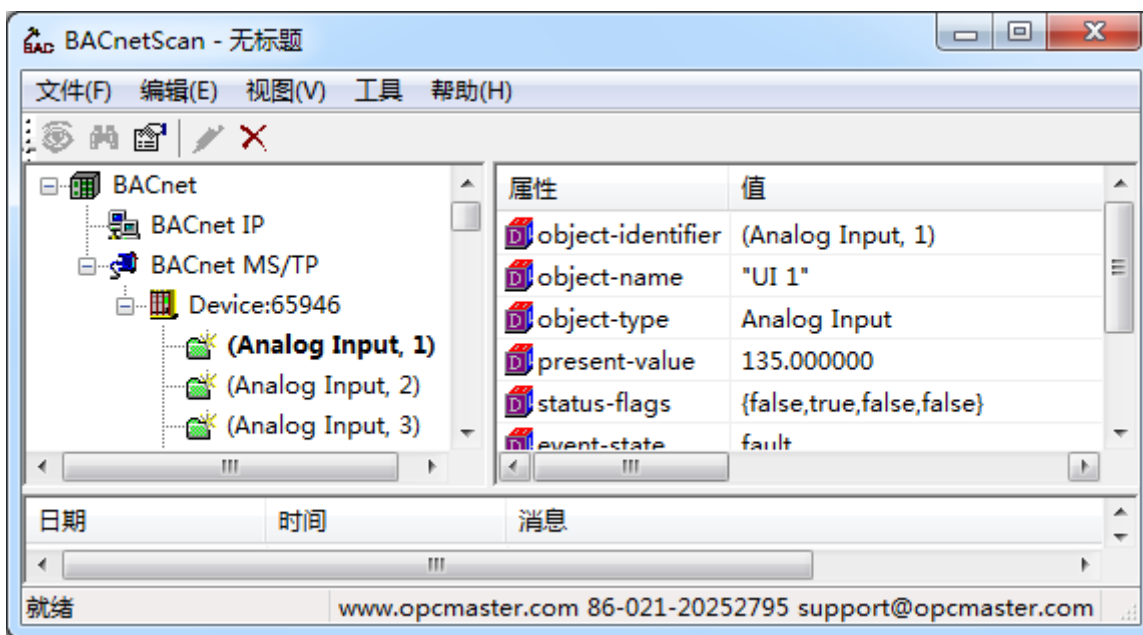 BACnetScan - 无标题
文件(F) 编辑(E) 视图(V) 工具 帮助(H)
BACnet
BACnet IP
BACnet MS/TP
Device:65946
(Analog Input, 1)
(Analog Input, 2)
(Analog Input, 3)
属性 值
object-identifier (Analog Input, 1)
object-name "UI 1"
object-type Analog Input
present-value 135.000000
status-flags {false,true,false,false}
event-state fault
日期 时间 消息
就绪 www.opcmaster.com 86-021-20252795 support@opcmaster.com